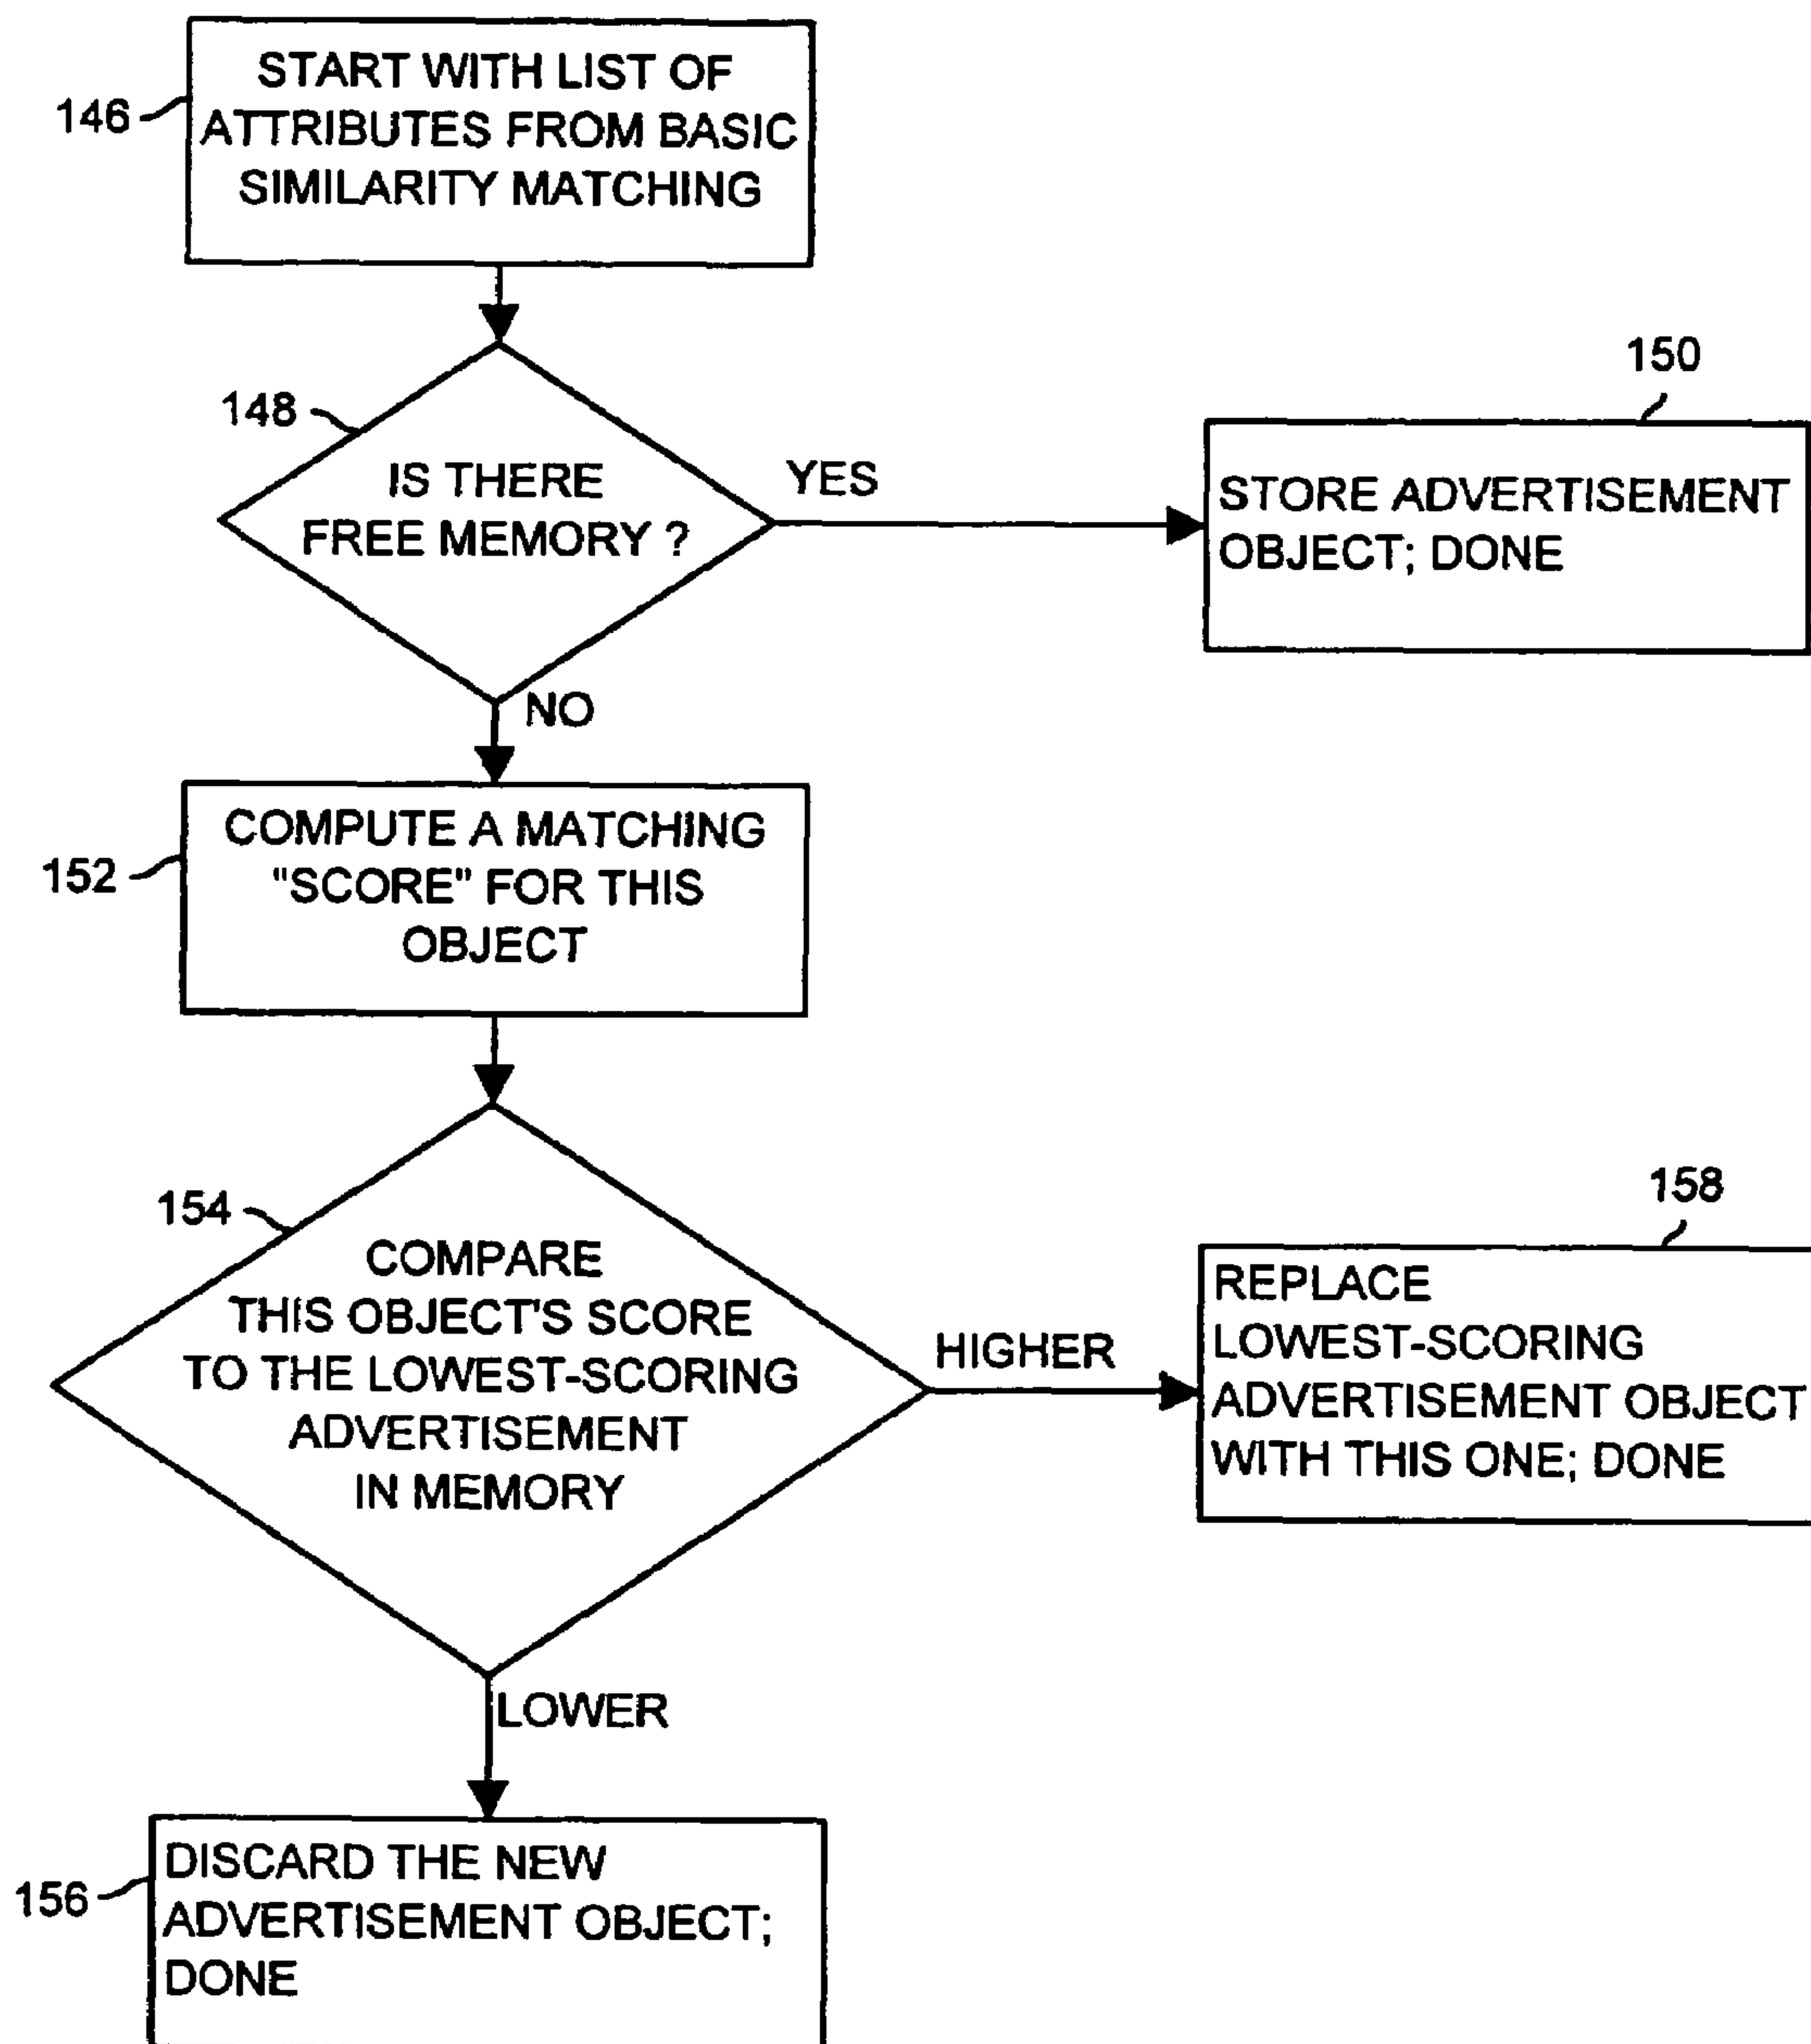 146
START WITH LIST OF
ATTRIBUTES FROM BASIC
SIMILARITY MATCHING
148
IS THERE
FREE MEMORY ?
YES
150
STORE ADVERTISEMENT
OBJECT; DONE
NO
152
COMPUTE A MATCHING
"SCORE" FOR THIS
OBJECT
154
COMPARE
THIS OBJECT'S SCORE
TO THE LOWEST-SCORING
ADVERTISEMENT
IN MEMORY
HIGHER
158
REPLACE
LOWEST-SCORING
ADVERTISEMENT OBJECT
WITH THIS ONE; DONE
LOWER
156
DISCARD THE NEW
ADVERTISEMENT OBJECT;
DONE